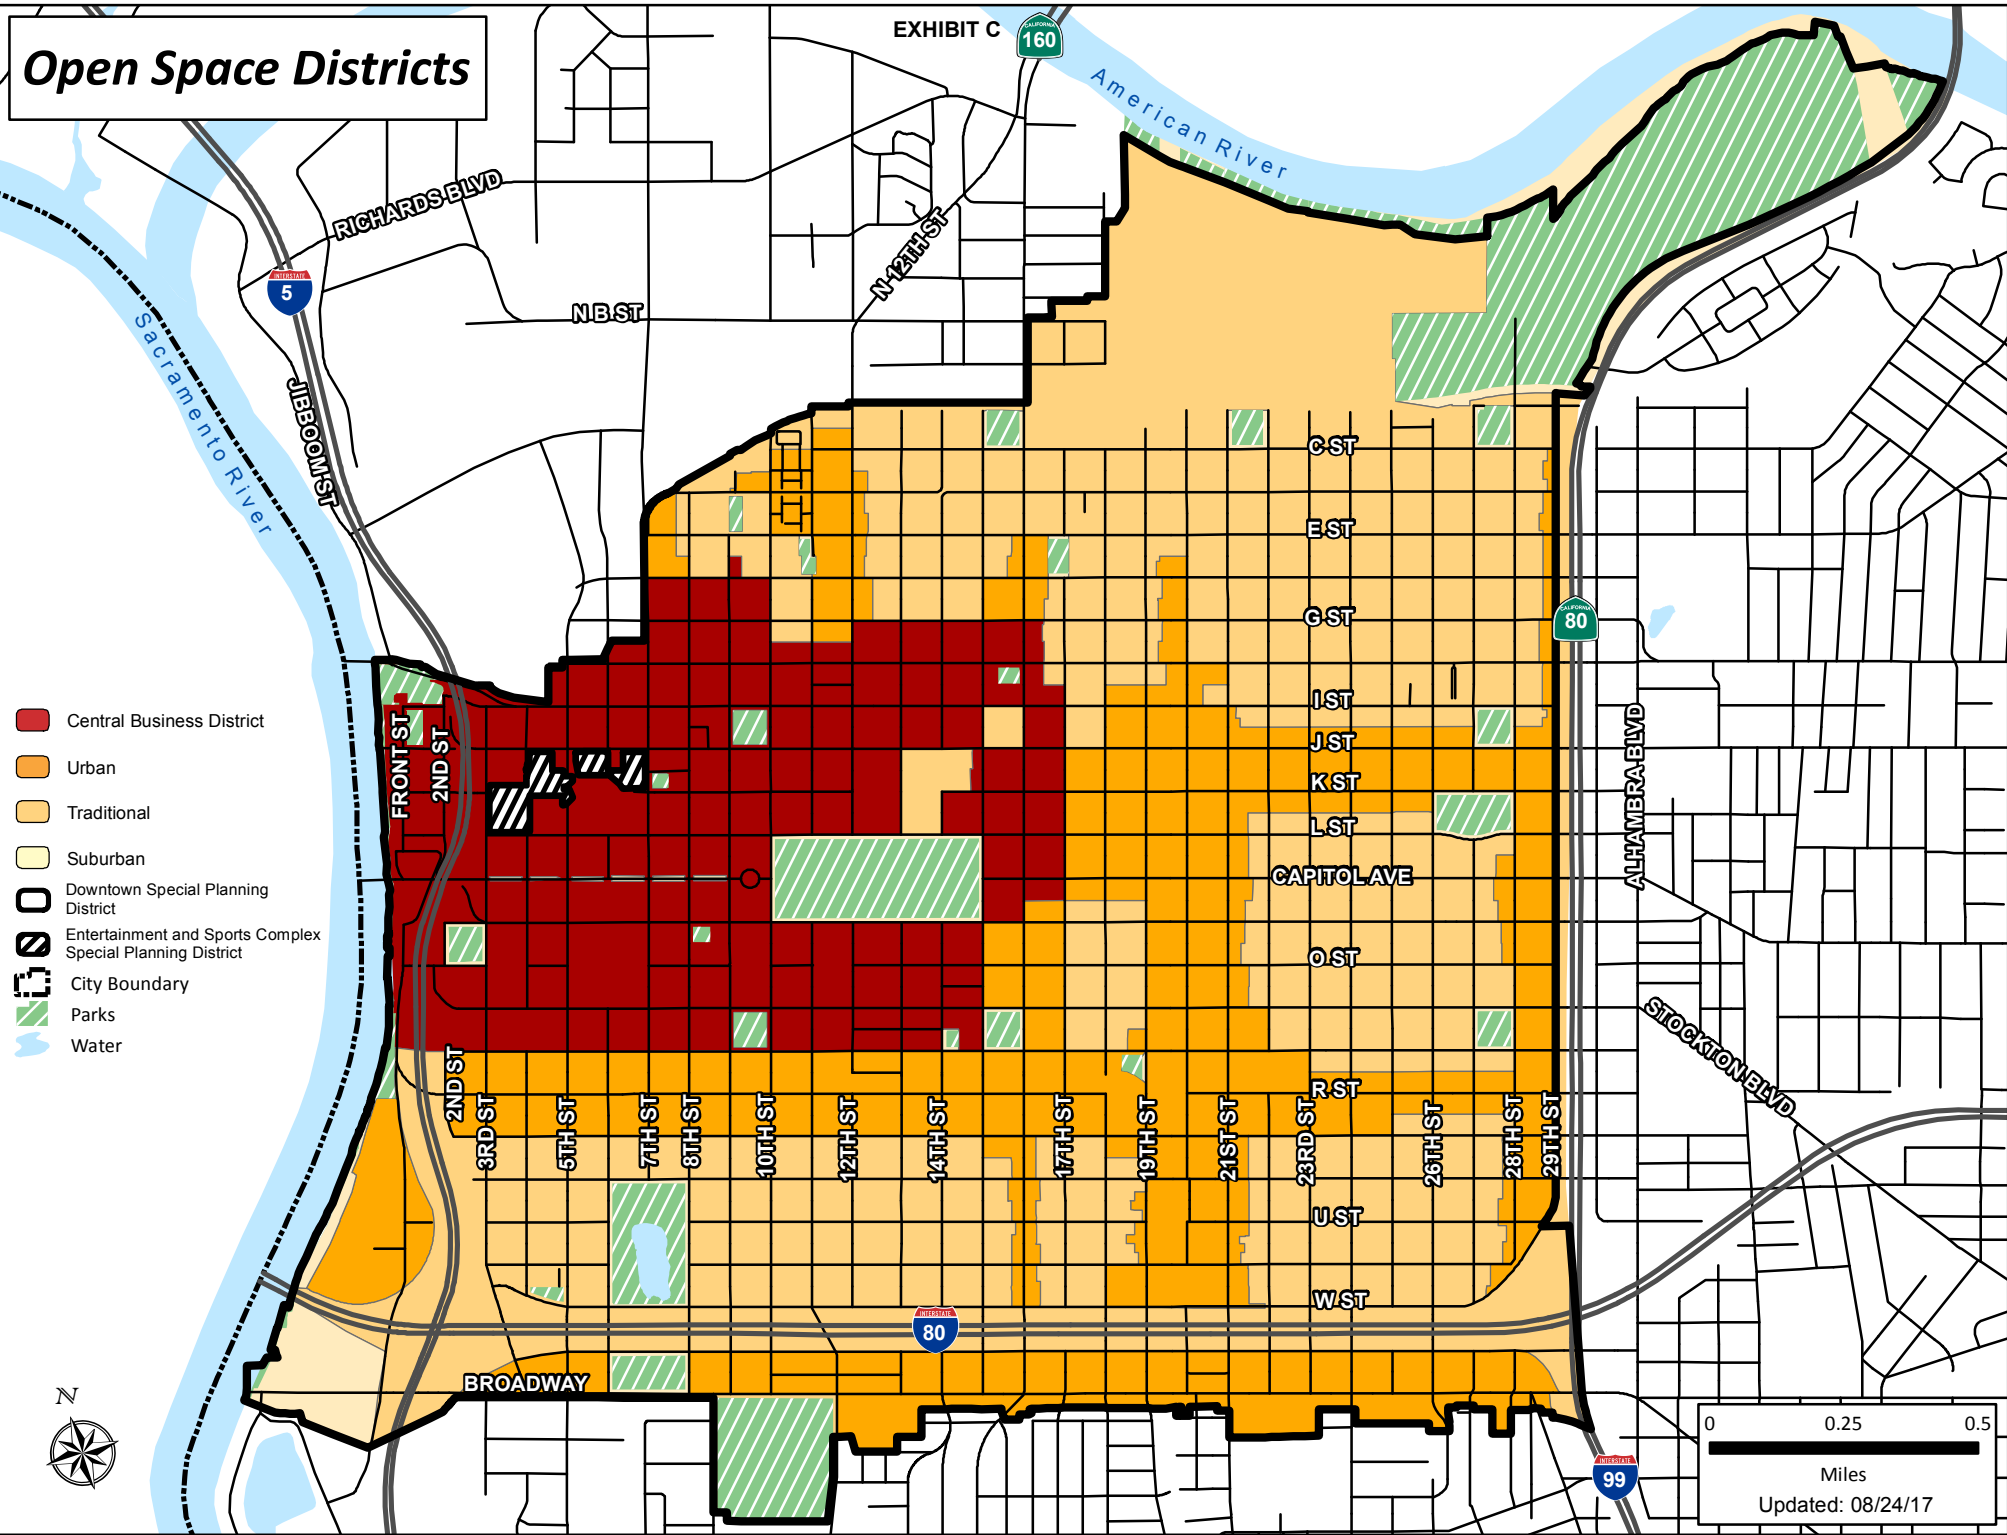 EXHIBIT C
Open Space Districts
CALIFORNIA
160
American River
RICHARDS BLVD
N 12TH ST
INTERSTATE
5
N B ST
Sacramento River
JIBBOOM ST
C ST
E ST
G ST
CALIFORNIA
80
I ST
J ST
K ST
L ST
CAPITOL AVE
O ST
R ST
U ST
W ST
FRONT ST
2ND ST
ALHAMBRA BLVD
STOCKTON BLVD
Central Business District
Urban
Traditional
Suburban
Downtown Special Planning
District
Entertainment and Sports Complex
Special Planning District
City Boundary
Parks
Water
2ND ST
3RD ST
5TH ST
7TH ST
8TH ST
10TH ST
12TH ST
14TH ST
17TH ST
19TH ST
21ST ST
23RD ST
26TH ST
28TH ST
29TH ST
INTERSTATE
80
BROADWAY
N
INTERSTATE
99
0 0.25 0.5
Miles
Updated: 08/24/17